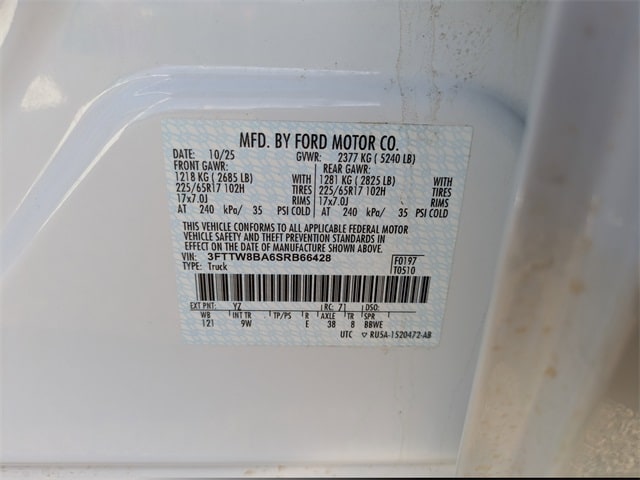 MFD. BY FORD MOTOR CO.
DATE: 10/25 GVWR: 2377 KG ( 5240 LB)
FRONT GAWR: REAR GAWR:
1218 KG ( 2685 LB) WITH 1281 KG ( 2825 LB) WITH
225/65R17 102H TIRES 225/65R17 102H TIRES
17x7.0J RIMS 17x7.0J RIMS
AT 240 kPa/ 35 PSI COLD AT 240 kPa/ 35 PSI COLD
THIS VEHICLE CONFORMS TO ALL APPLICABLE FEDERAL MOTOR
VEHICLE SAFETY AND THEFT PREVENTION STANDARDS IN
EFFECT ON THE DATE OF MANUFACTURE SHOWN ABOVE.
VIN: 3FTTW8BA6SRB66428 F0197
TYPE: Truck T0510
EXT PNT: YZ RC: 71 DSO:
WB INT TR TP/PS R AXLE TR SPR
121 9W E 38 8 BBWE
UTC RU5A-1520472-AB